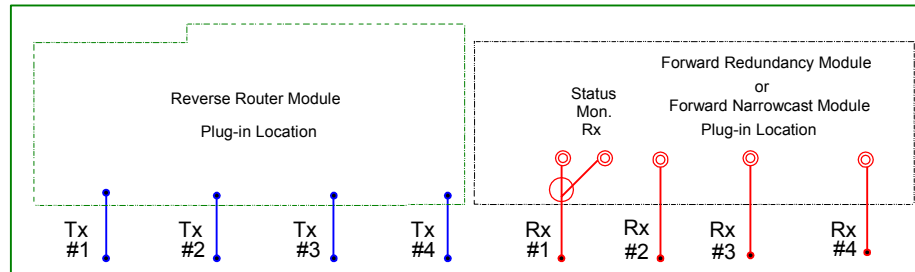 Reverse Router Module
Plug-in Location
Status
Mon.
Rx
Forward Redundancy Module
or
Forward Narrowcast Module
Plug-in Location
Tx
#1
Tx
#2
Tx
#3
Tx
#4
Rx
#1
Rx
#2
Rx
#3
Rx
#4